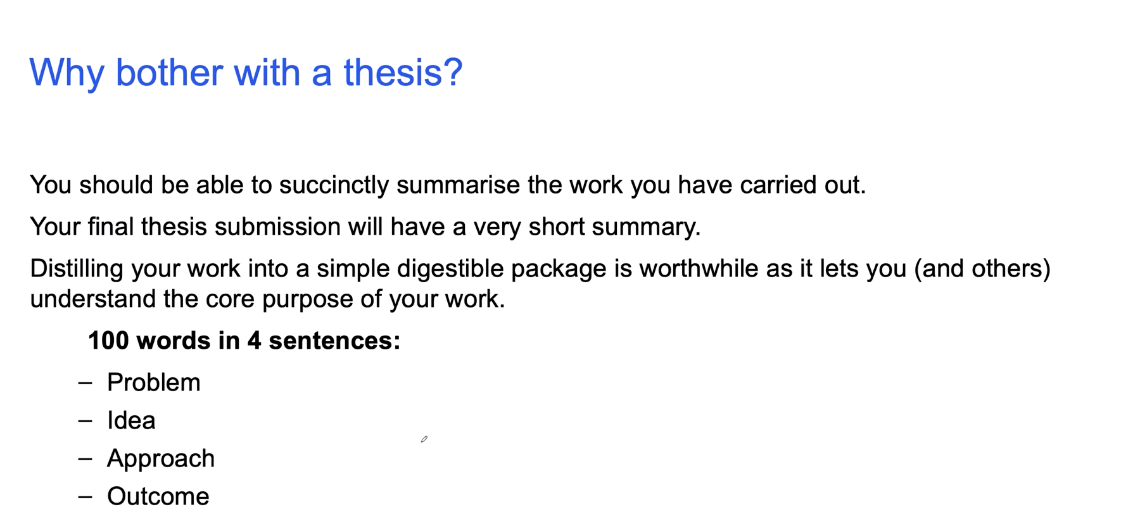 Why bother with a thesis?
You should be able to succinctly summarise the work you have carried out.
Your final thesis submission will have a very short summary.
Distilling your work into a simple digestible package is worthwhile as it lets you (and others)
understand the core purpose of your work.
100 words in 4 sentences:
– Problem
– Idea
– Approach
– Outcome